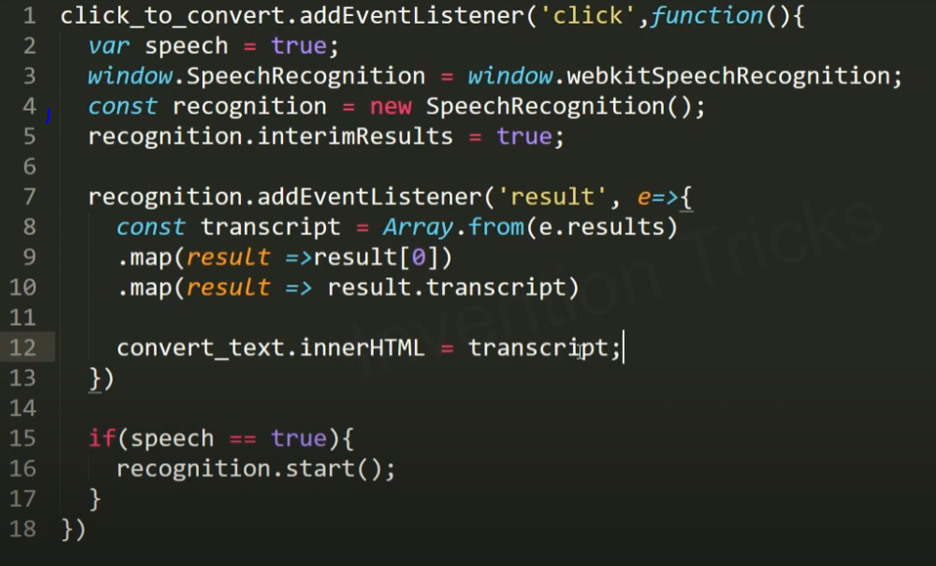 1 click_to_convert.addEventListener('click',function(){
2   var speech = true;
3   window.SpeechRecognition = window.webkitSpeechRecognition;
4   const recognition = new SpeechRecognition();
5   recognition.interimResults = true;
6
7   recognition.addEventListener('result', e=>{
8     const transcript = Array.from(e.results)
9     .map(result =>result[0])
10     .map(result => result.transcript)
11
12     convert_text.innerHTML = transcript;
13   })
14
15   if(speech == true){
16     recognition.start();
17   }
18 })
Invention Tricks